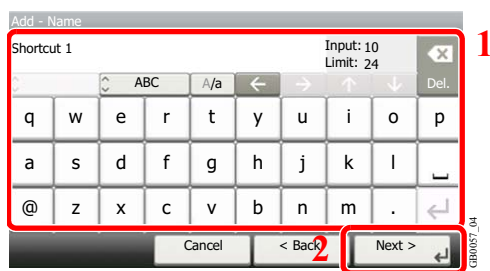 Add - Name
Shortcut 1 Input: 10
Limit: 24
1
ABC A/a ← → ↑ ↓ Del.
q w e r t y u i o p
a s d f g h j k l
@ z x c v b n m .
2
Cancel < Back Next >
GB0057_04